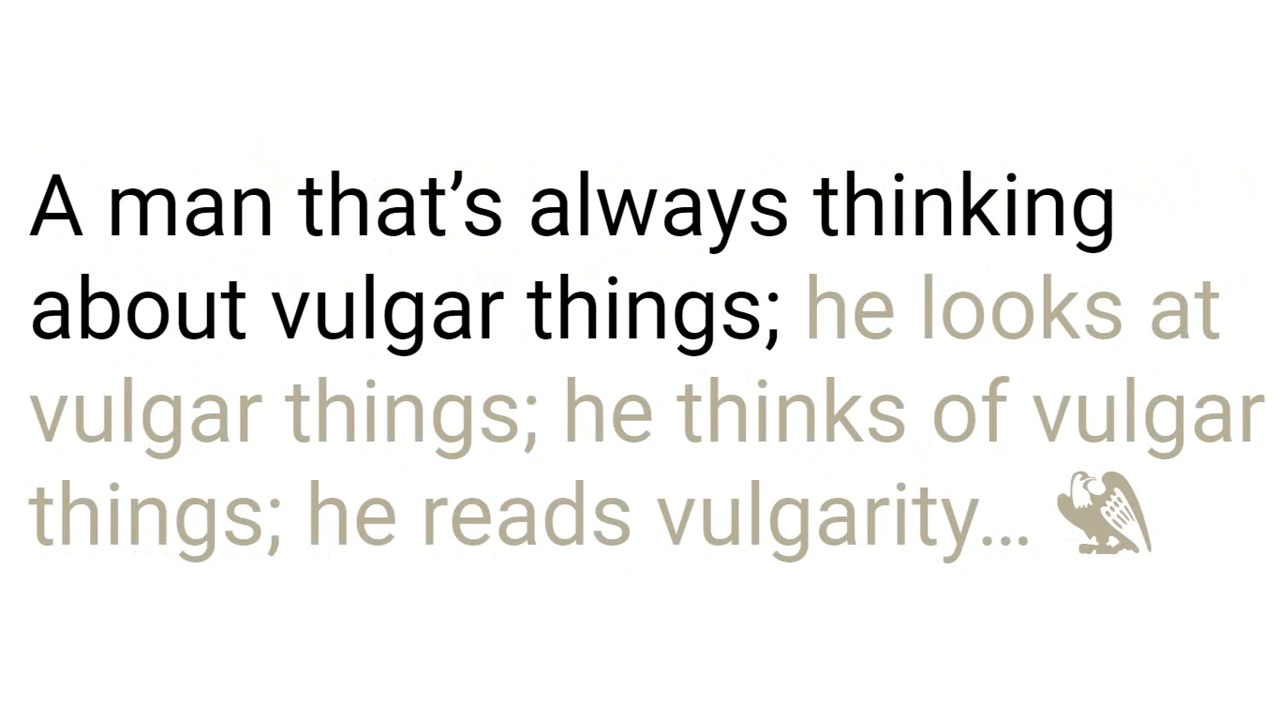 A man that’s always thinking
about vulgar things; he looks at
vulgar things; he thinks of vulgar
things; he reads vulgarity…